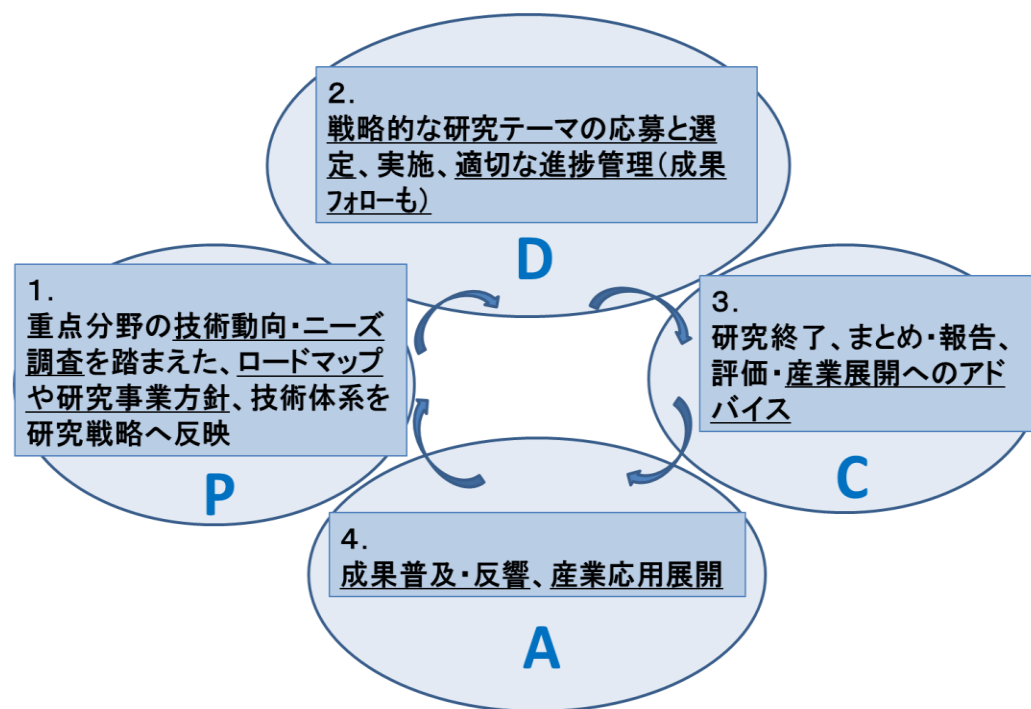 2.
戦略的な研究テーマの応募と選
定、実施、適切な進捗管理(成果
フォローも)
D
1.
重点分野の技術動向・ニーズ
調査を踏まえた、ロードマップ
や研究事業方針、技術体系を
研究戦略へ反映
P
3.
研究終了、まとめ・報告、
評価・産業展開へのアド
バイス
C
4.
成果普及・反響、産業応用展開
A